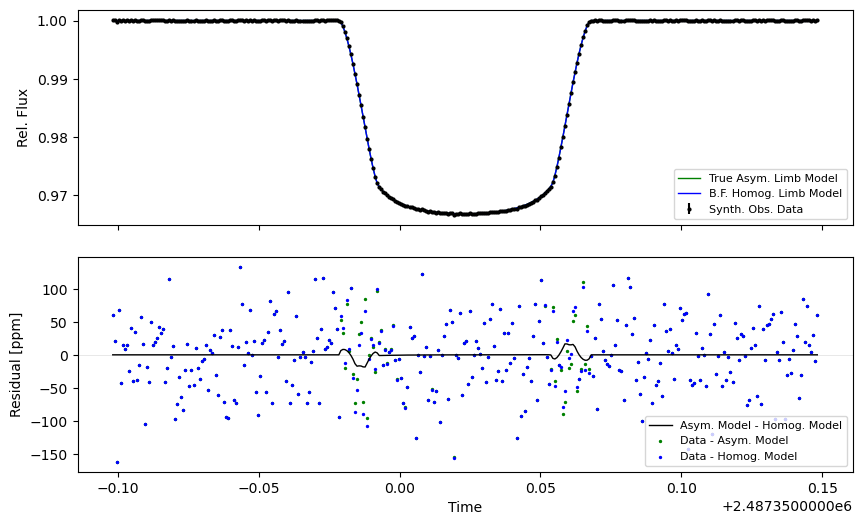 1.00
0.99
0.98
0.97
Rel. Flux
True Asym. Limb Model
B.F. Homog. Limb Model
Synth. Obs. Data
100
50
0
−50
−100
−150
Residual [ppm]
Asym. Model - Homog. Model
Data - Asym. Model
Data - Homog. Model
−0.10 −0.05 0.00 0.05 0.10 0.15
Time
+2.4873500000e6